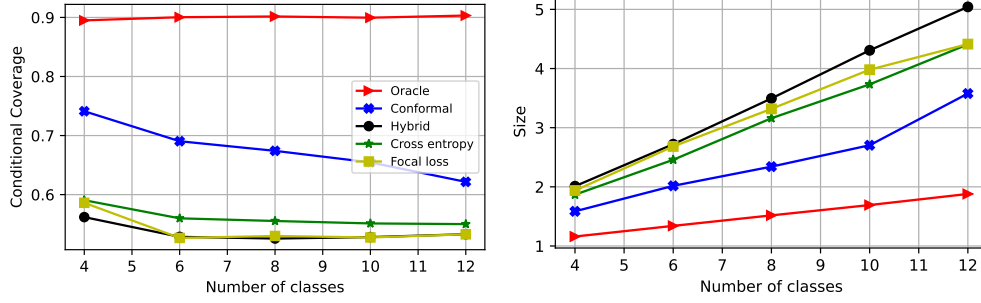 Conditional Coverage
0.9
0.8
0.7
0.6
4 5 6 7 8 9 10 11 12
Number of classes
Oracle
Conformal
Hybrid
Cross entropy
Focal loss
Size
5
4
3
2
1
4 5 6 7 8 9 10 11 12
Number of classes